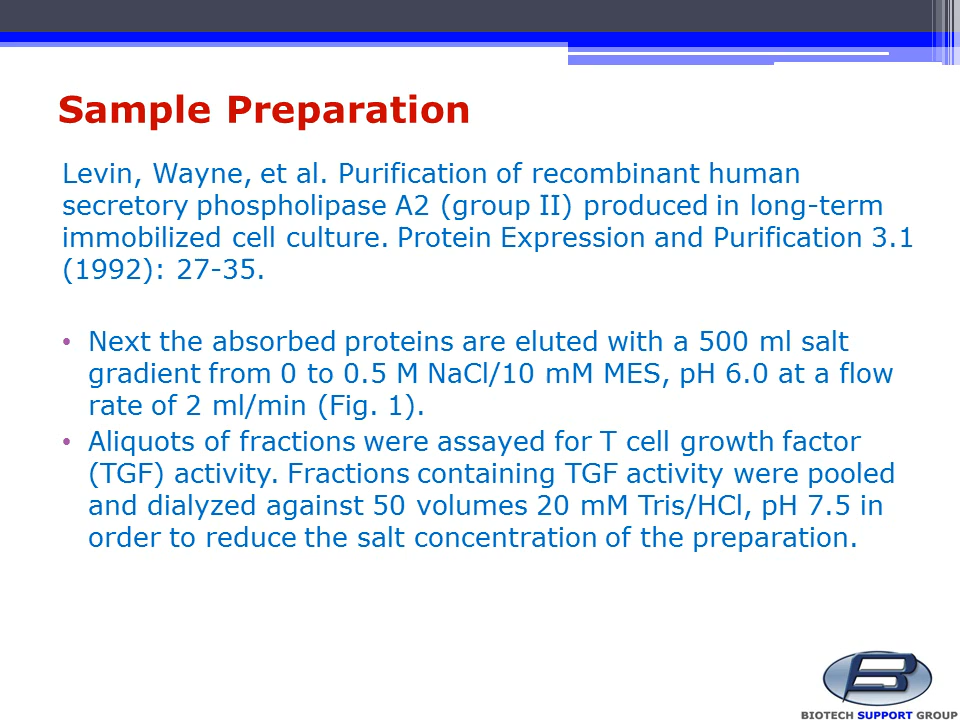 Sample Preparation
Levin, Wayne, et al. Purification of recombinant human
secretory phospholipase A2 (group II) produced in long-term
immobilized cell culture. Protein Expression and Purification 3.1
(1992): 27-35.
• Next the absorbed proteins are eluted with a 500 ml salt
gradient from 0 to 0.5 M NaCl/10 mM MES, pH 6.0 at a flow
rate of 2 ml/min (Fig. 1).
• Aliquots of fractions were assayed for T cell growth factor
(TGF) activity. Fractions containing TGF activity were pooled
and dialyzed against 50 volumes 20 mM Tris/HCl, pH 7.5 in
order to reduce the salt concentration of the preparation.
B
BIOTECH SUPPORT GROUP